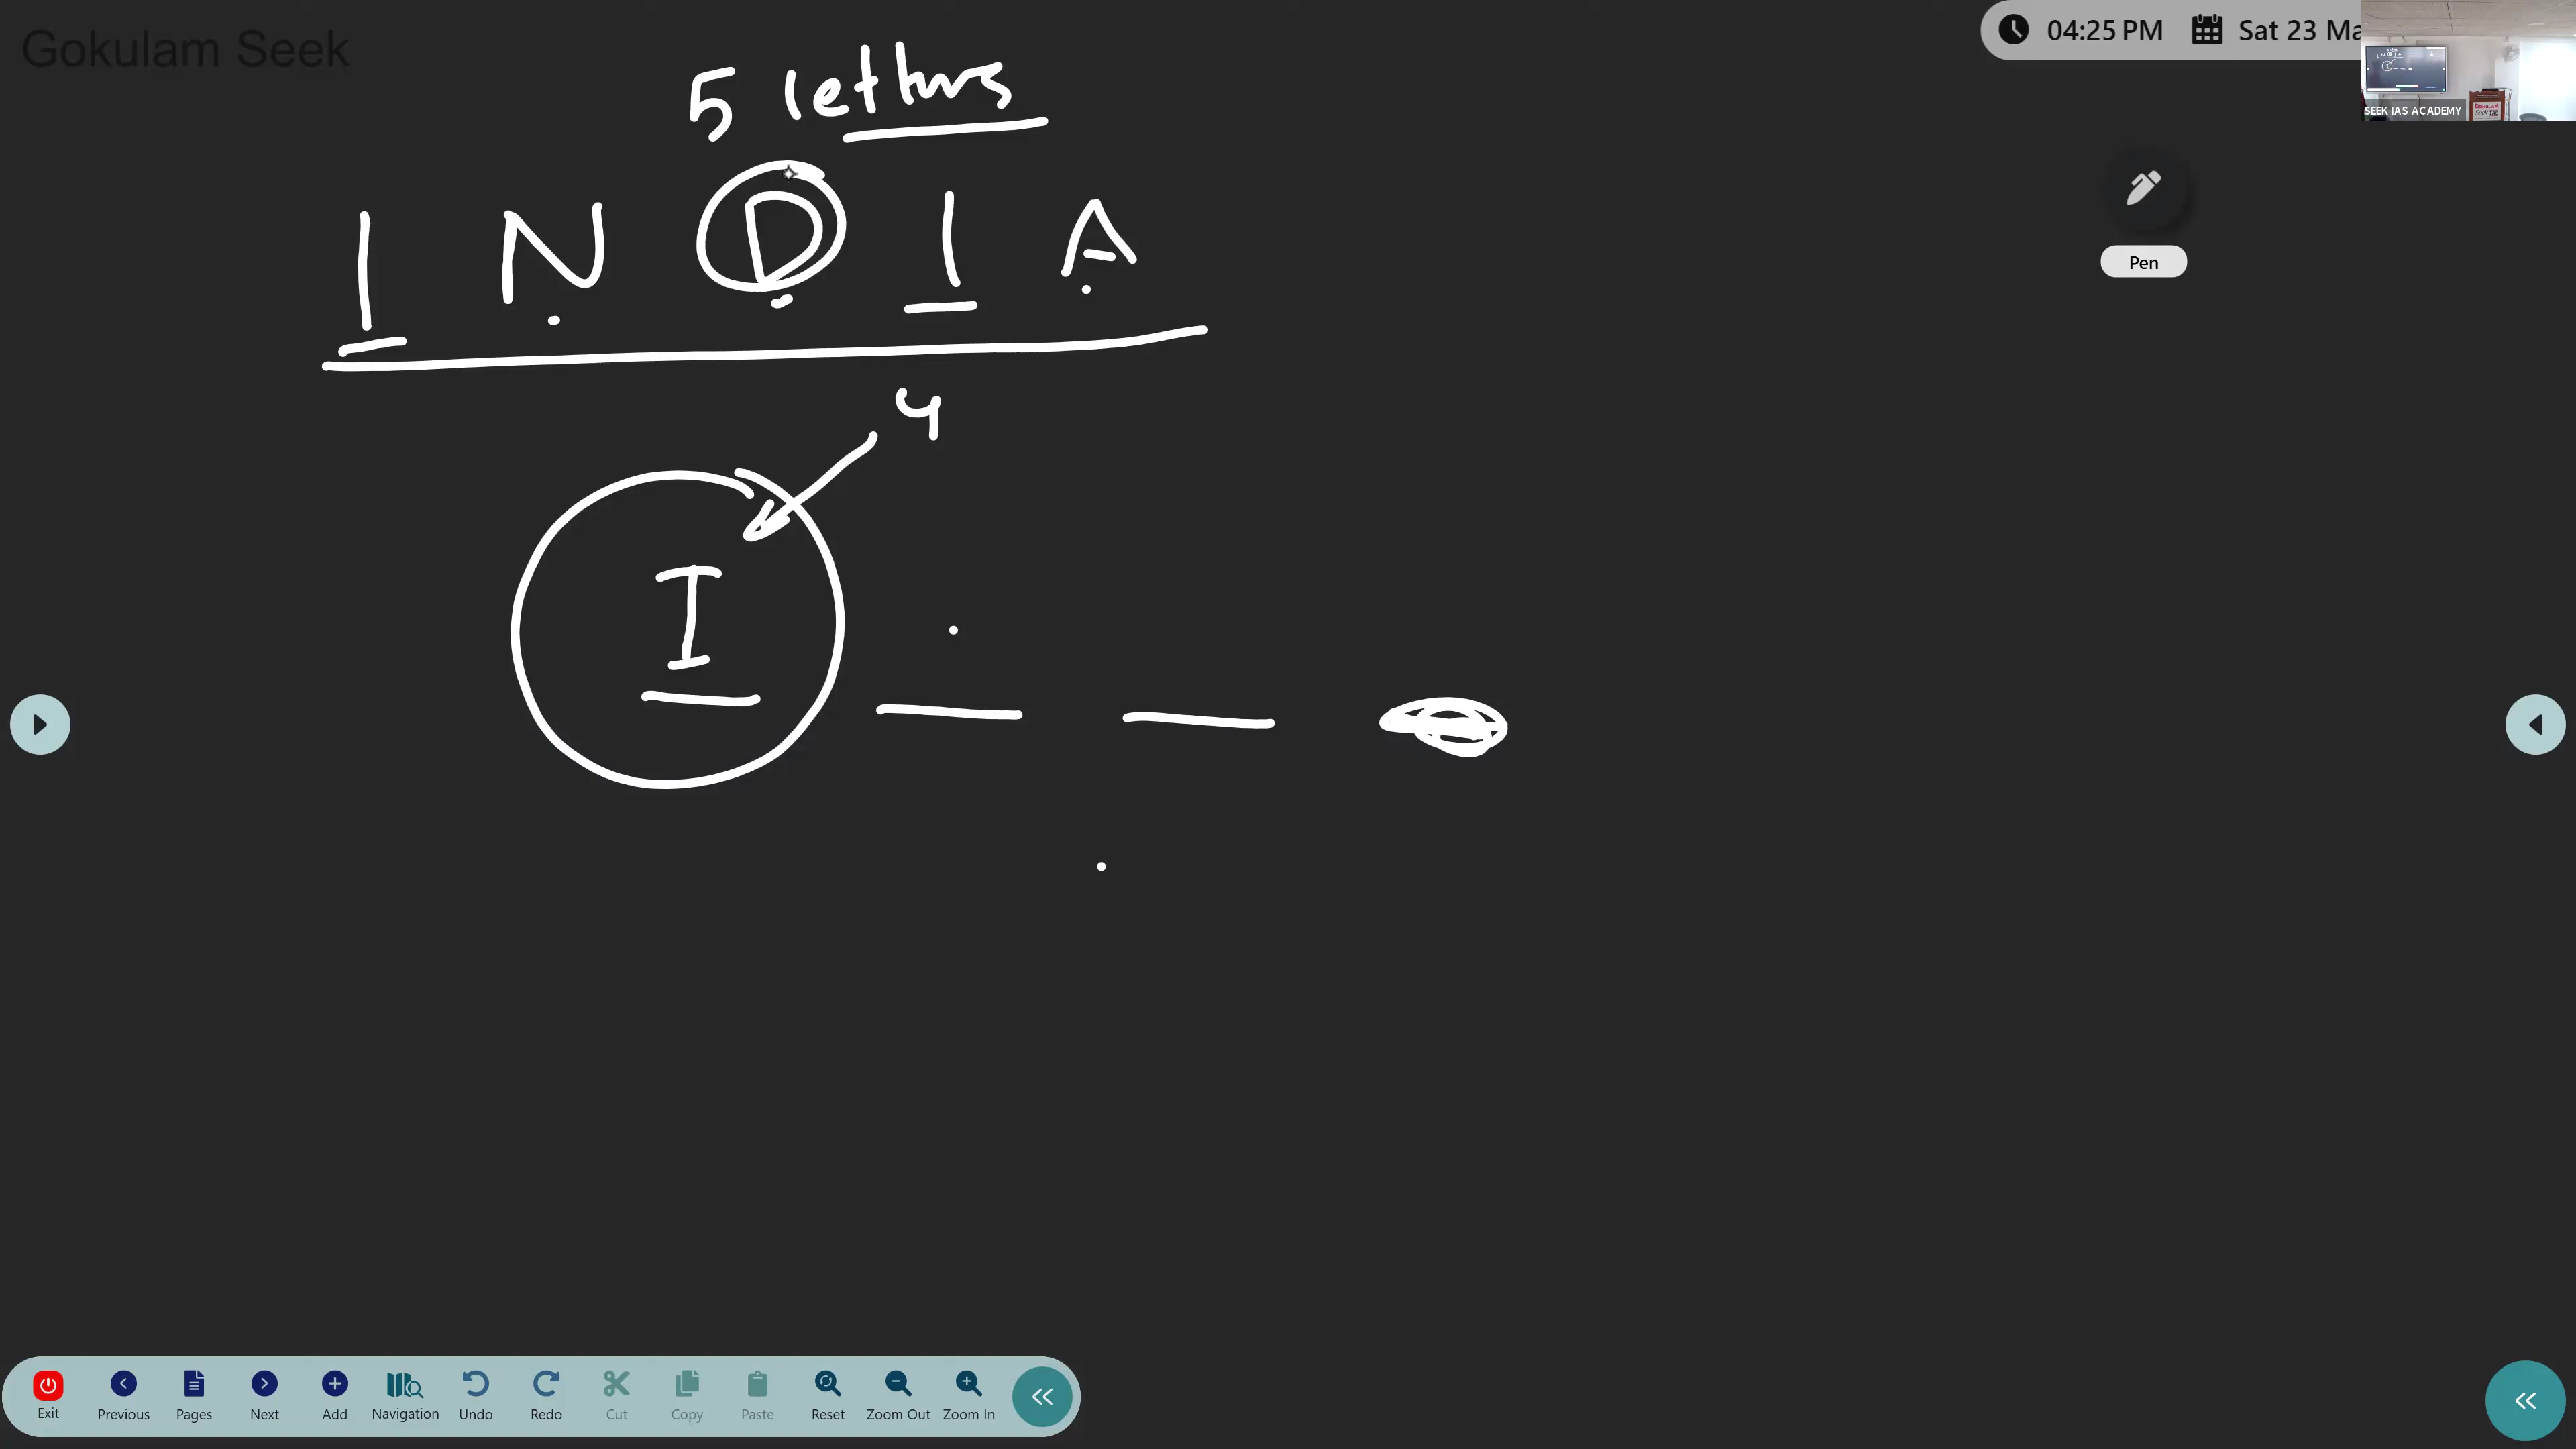 Gokulam Seek
04:25 PM Sat 23 Ma
SEEK IAS ACADEMY
5 letters
I N D I A
4
I
Pen
Exit Previous Pages Next Add Navigation Undo Redo Cut Copy Paste Reset Zoom Out Zoom In